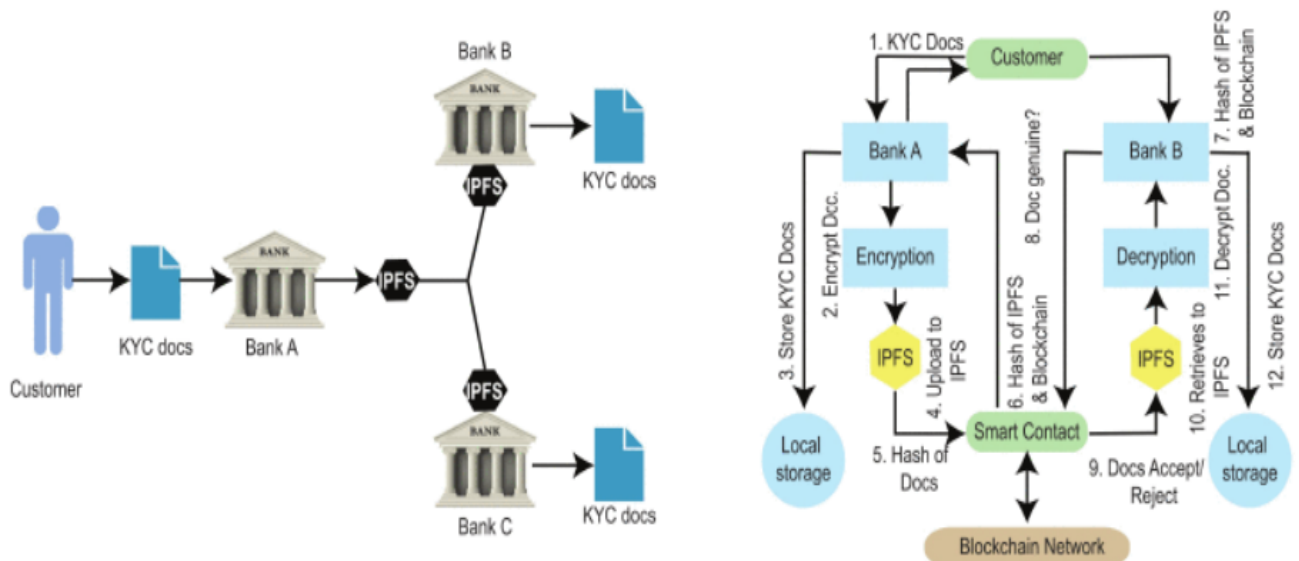 Bank B
BANK
KYC docs
IPFS
Customer
KYC docs
BANK
Bank A
IPFS
IPFS
BANK
Bank C
KYC docs
1. KYC Docs
Customer
7. Hash of IPFS
& Blockchain
Bank A
8. Doc genuine?
Bank B
3. Store KYC Docs
2. Encrypt Dcc.
Encryption
Decryption
11. Decrypt Doc.
12. Store KYC Docs
IPFS
4. Upload to
IPFS
6. Hash of IPFS
& Blockchain
IPFS
10. Retrieves to
IPFS
Local
storage
5. Hash of
Docs
Smart Contact
9. Docs Accept/
Reject
Local
storage
Blockchain Network